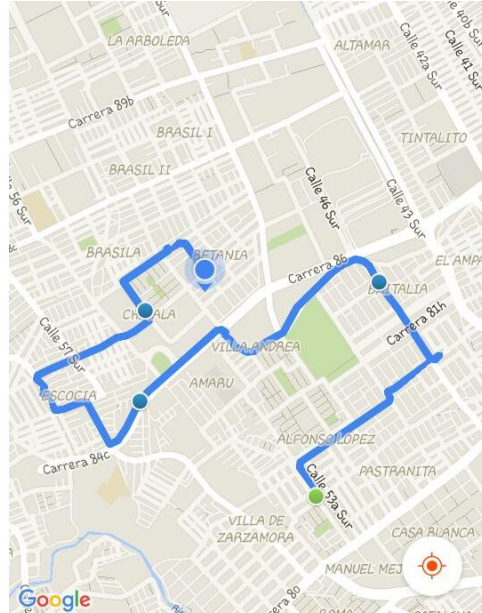 Calle 40b Sur
LA ARBOLEDA
ALTAMAR
Calle 42a Sur
Calle 41 Sur
Carrera 89b
BRASIL I
TINTALITO
BRASIL II
Calle 46 Sur
Calle 56 Sur
Calle 43 Sur
BRASILA
BETANIA
Carrera 86
EL AMPA
BRITALIA
CHICALA
Carrera 81h
Calle 57 Sur
VILLA ANDREA
AMARU
ESCOCIA
ALFONSO LOPEZ
Carrera 84c
Calle 53a Sur
PASTRANITA
VILLA DE
ZARZAMORA
CASA BLANCA
Carrera 80
MANUEL MEJ
Google